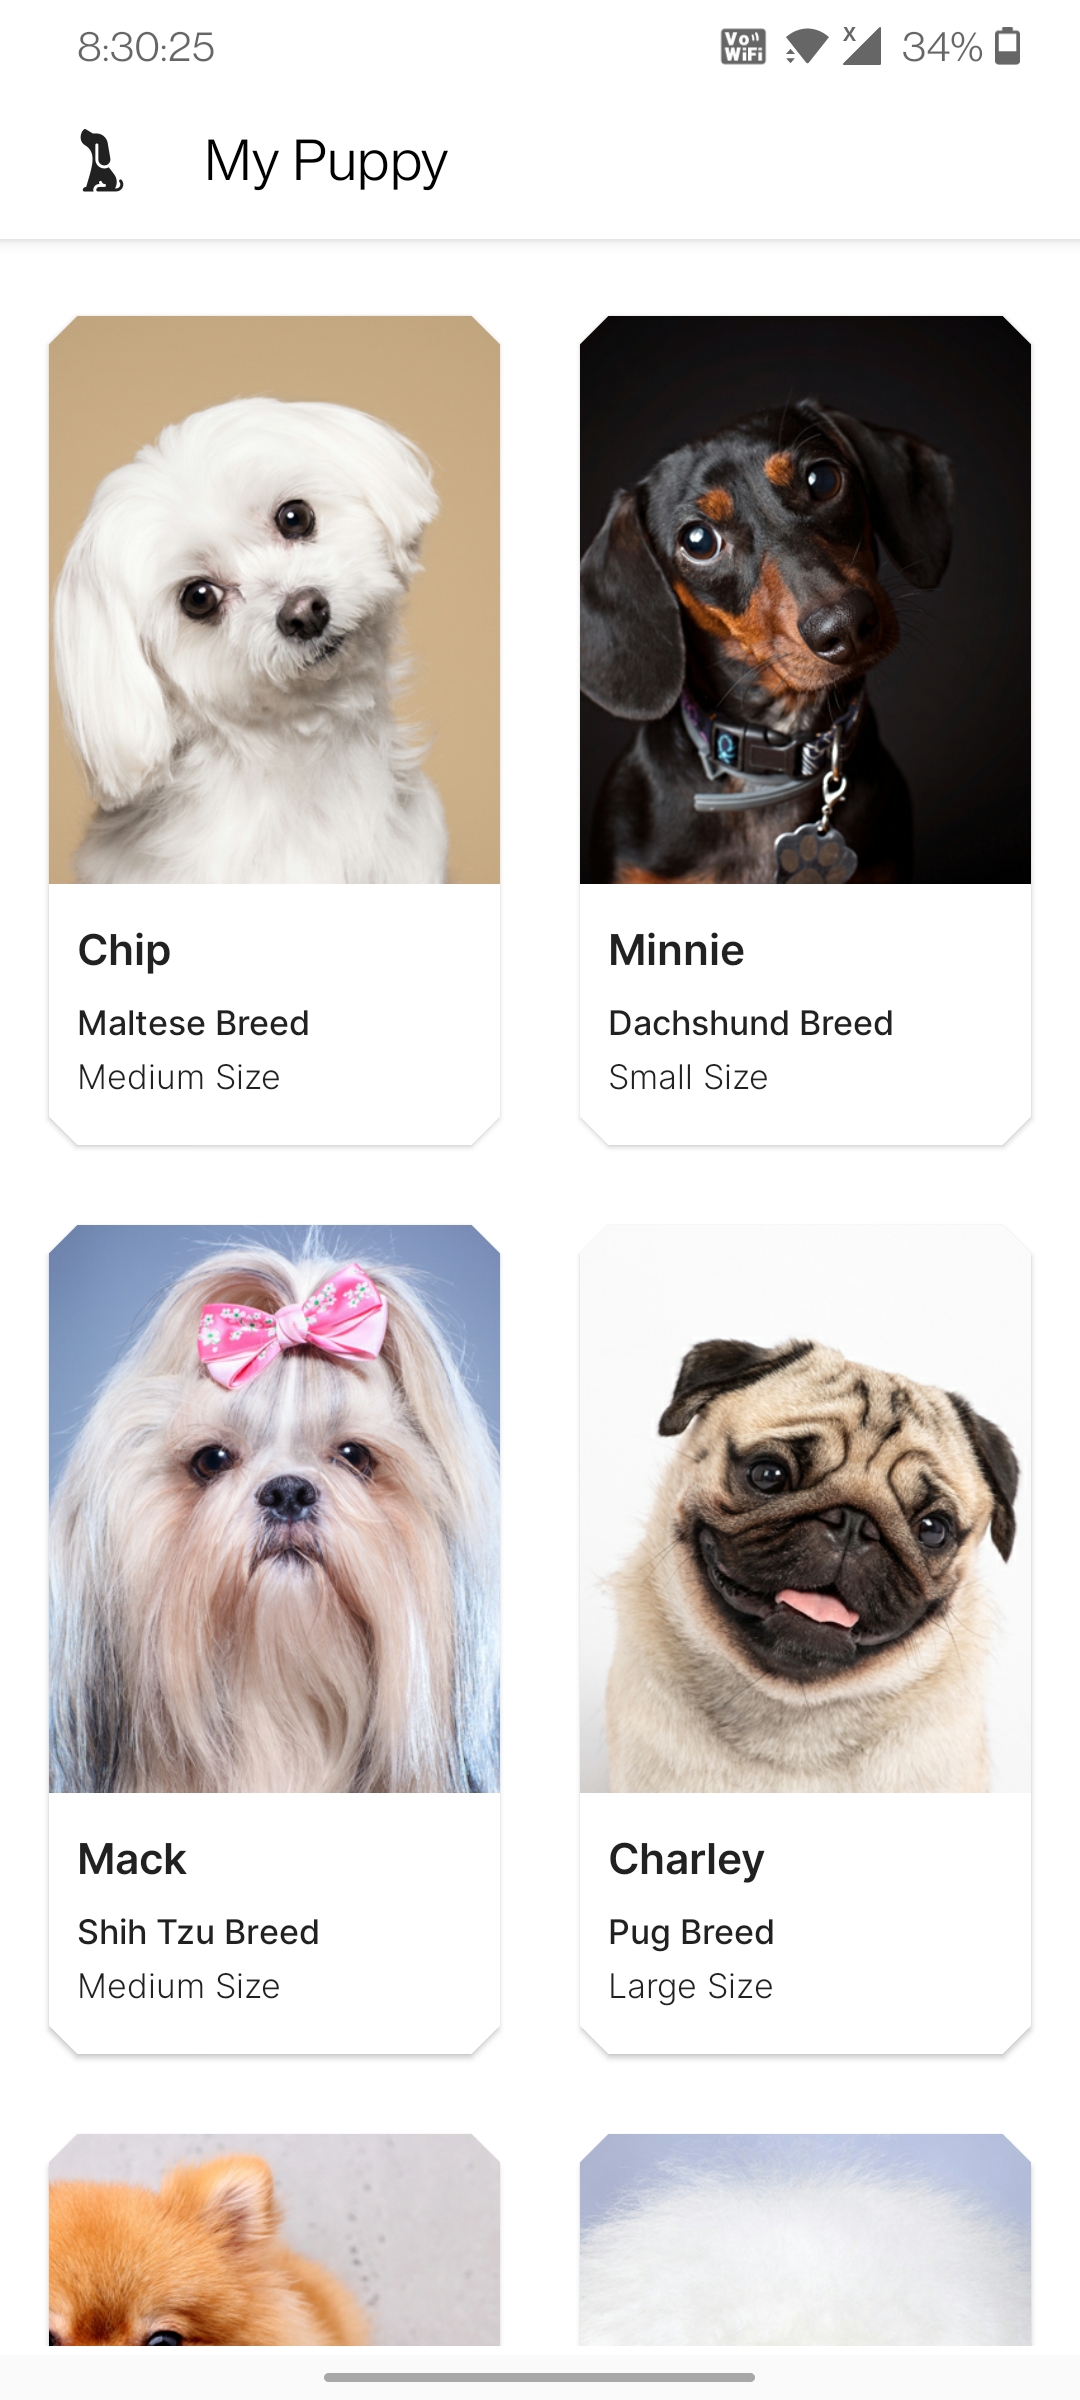 8:30:25
Vo))
WiFi
X
34%
My Puppy
Chip
Maltese Breed
Medium Size
Minnie
Dachshund Breed
Small Size
Mack
Shih Tzu Breed
Medium Size
Charley
Pug Breed
Large Size